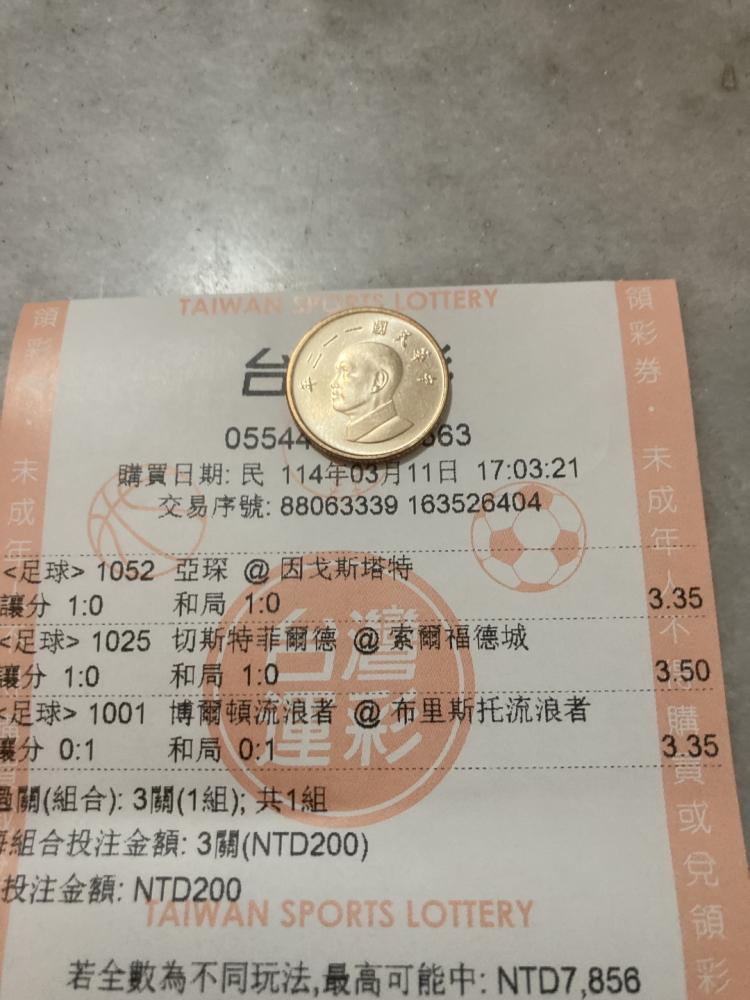 TAIWAN SPORTS LOTTERY
台
中華民國一一二年
05544
663
購買日期: 民 114年03月11日 17:03:21
交易序號: 88063339 163526404
<足球> 1052 亞琛 @ 因戈斯塔特
讓分 1:0 和局 1:0 3.35
<足球> 1025 切斯特菲爾德 @ 索爾福德城
讓分 1:0 和局 1:0 3.50
<足球> 1001 博爾頓流浪者 @ 布里斯托流浪者
讓分 0:1 和局 0:1 3.35
台灣運彩
過關(組合): 3關(1組); 共1組
每組合投注金額: 3關(NTD200)
投注金額: NTD200
TAIWAN SPORTS LOTTERY
若全數為不同玩法,最高可能中: NTD7,856
領彩券．未成年
領彩券．未成年人不得購買或兌領彩